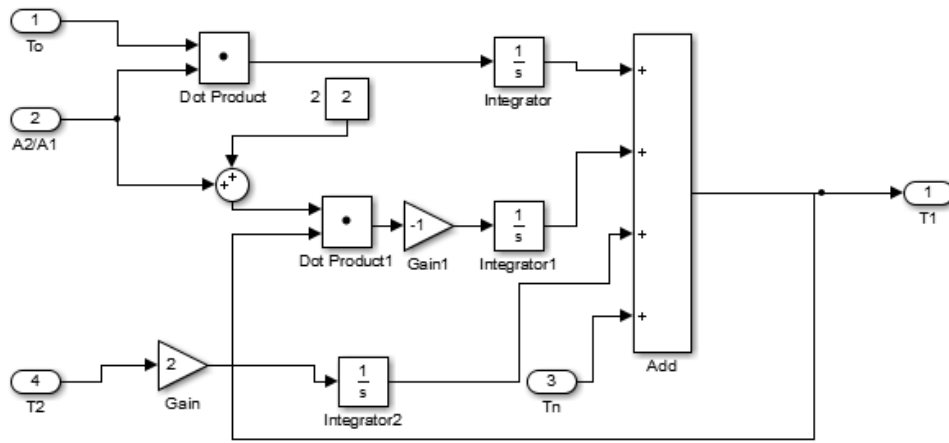 1
To
2
A2/A1
Dot Product
2 2
1
s
Integrator
+
+ +
Dot Product1
-1
Gain1
1
s
Integrator1
+
+
+
Add
1
T1
4
T2
2
Gain
1
s
Integrator2
3
Tn